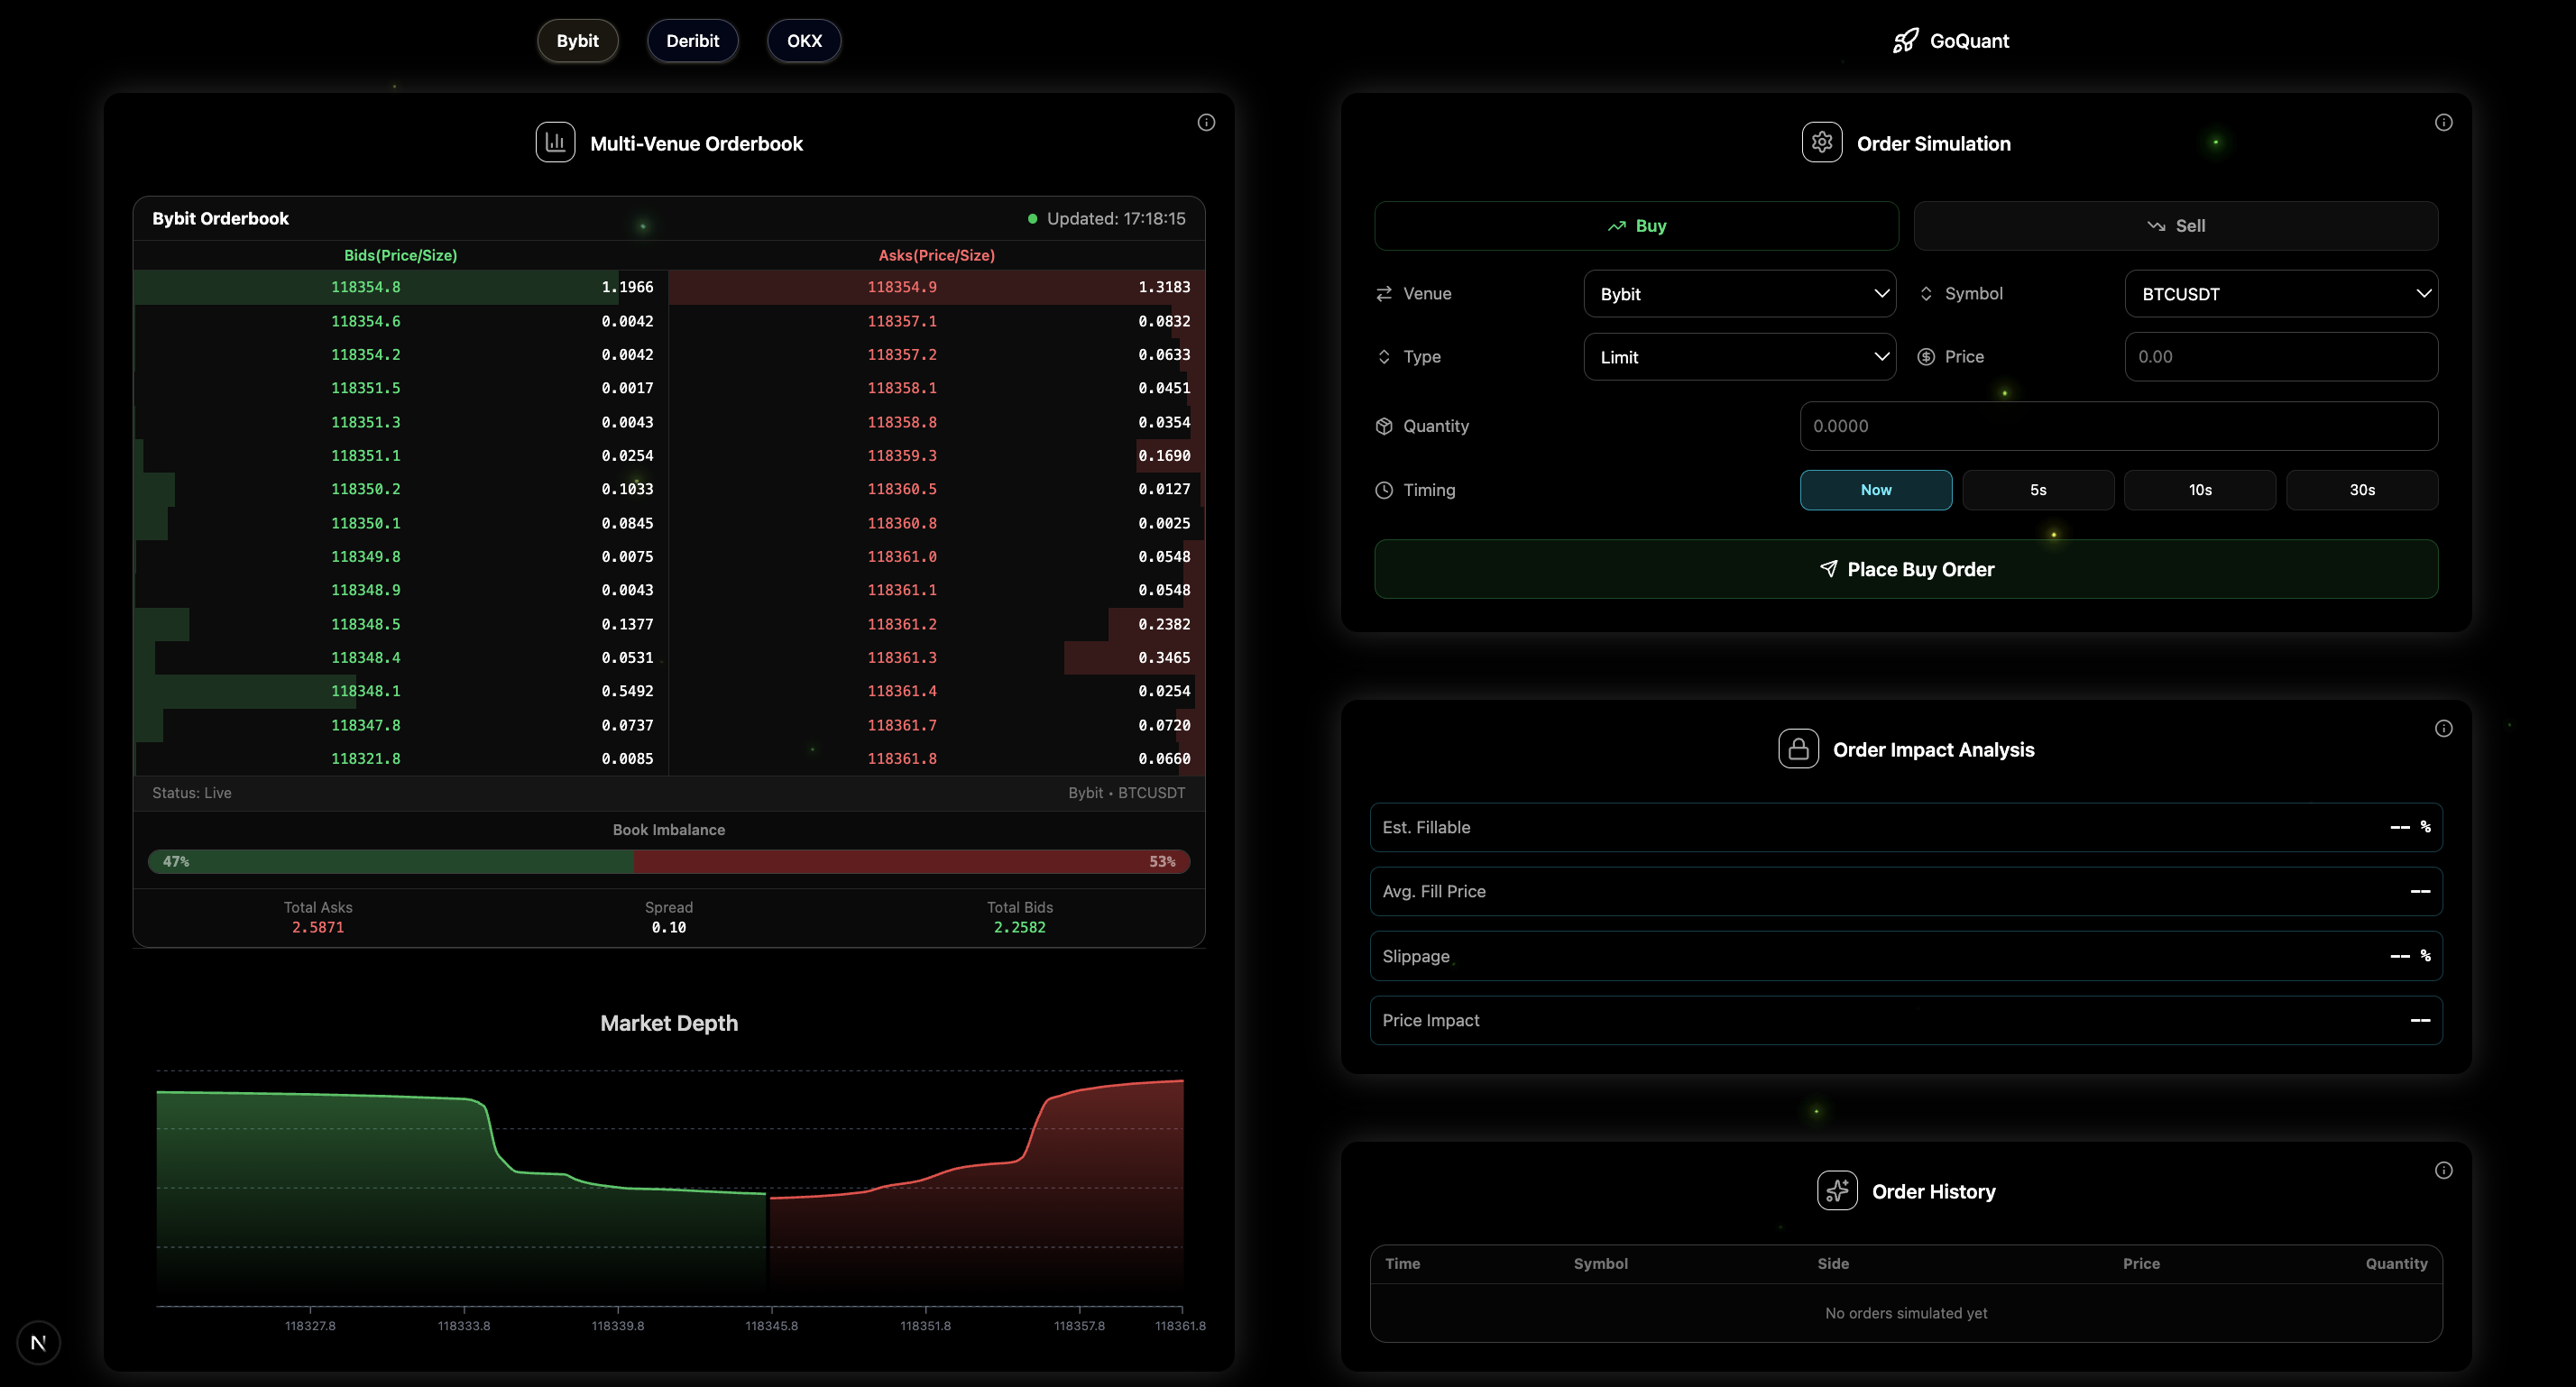 Bybit Deribit OKX
GoQuant
Multi-Venue Orderbook
Bybit Orderbook Updated: 17:18:15
Bids(Price/Size) Asks(Price/Size)
118354.8 1.1966 118354.9 1.3183
118354.6 0.0042 118357.1 0.0832
118354.2 0.0042 118357.2 0.0633
118351.5 0.0017 118358.1 0.0451
118351.3 0.0043 118358.8 0.0354
118351.1 0.0254 118359.3 0.1690
118350.2 0.1033 118360.5 0.0127
118350.1 0.0845 118360.8 0.0025
118349.8 0.0075 118361.0 0.0548
118348.9 0.0043 118361.1 0.0548
118348.5 0.1377 118361.2 0.2382
118348.4 0.0531 118361.3 0.3465
118348.1 0.5492 118361.4 0.0254
118347.8 0.0737 118361.7 0.0720
118321.8 0.0085 118361.8 0.0660
Status: Live Bybit • BTCUSDT
Book Imbalance
47% 53%
Total Asks Spread Total Bids
2.5871 0.10 2.2582
Market Depth
118327.8 118333.8 118339.8 118345.8 118351.8 118357.8 118361.8
N
Order Simulation
Buy Sell
Venue Bybit Symbol BTCUSDT
Type Limit Price 0.00
Quantity 0.0000
Timing Now 5s 10s 30s
Place Buy Order
Order Impact Analysis
Est. Fillable -- %
Avg. Fill Price --
Slippage -- %
Price Impact --
Order History
Time Symbol Side Price Quantity
No orders simulated yet